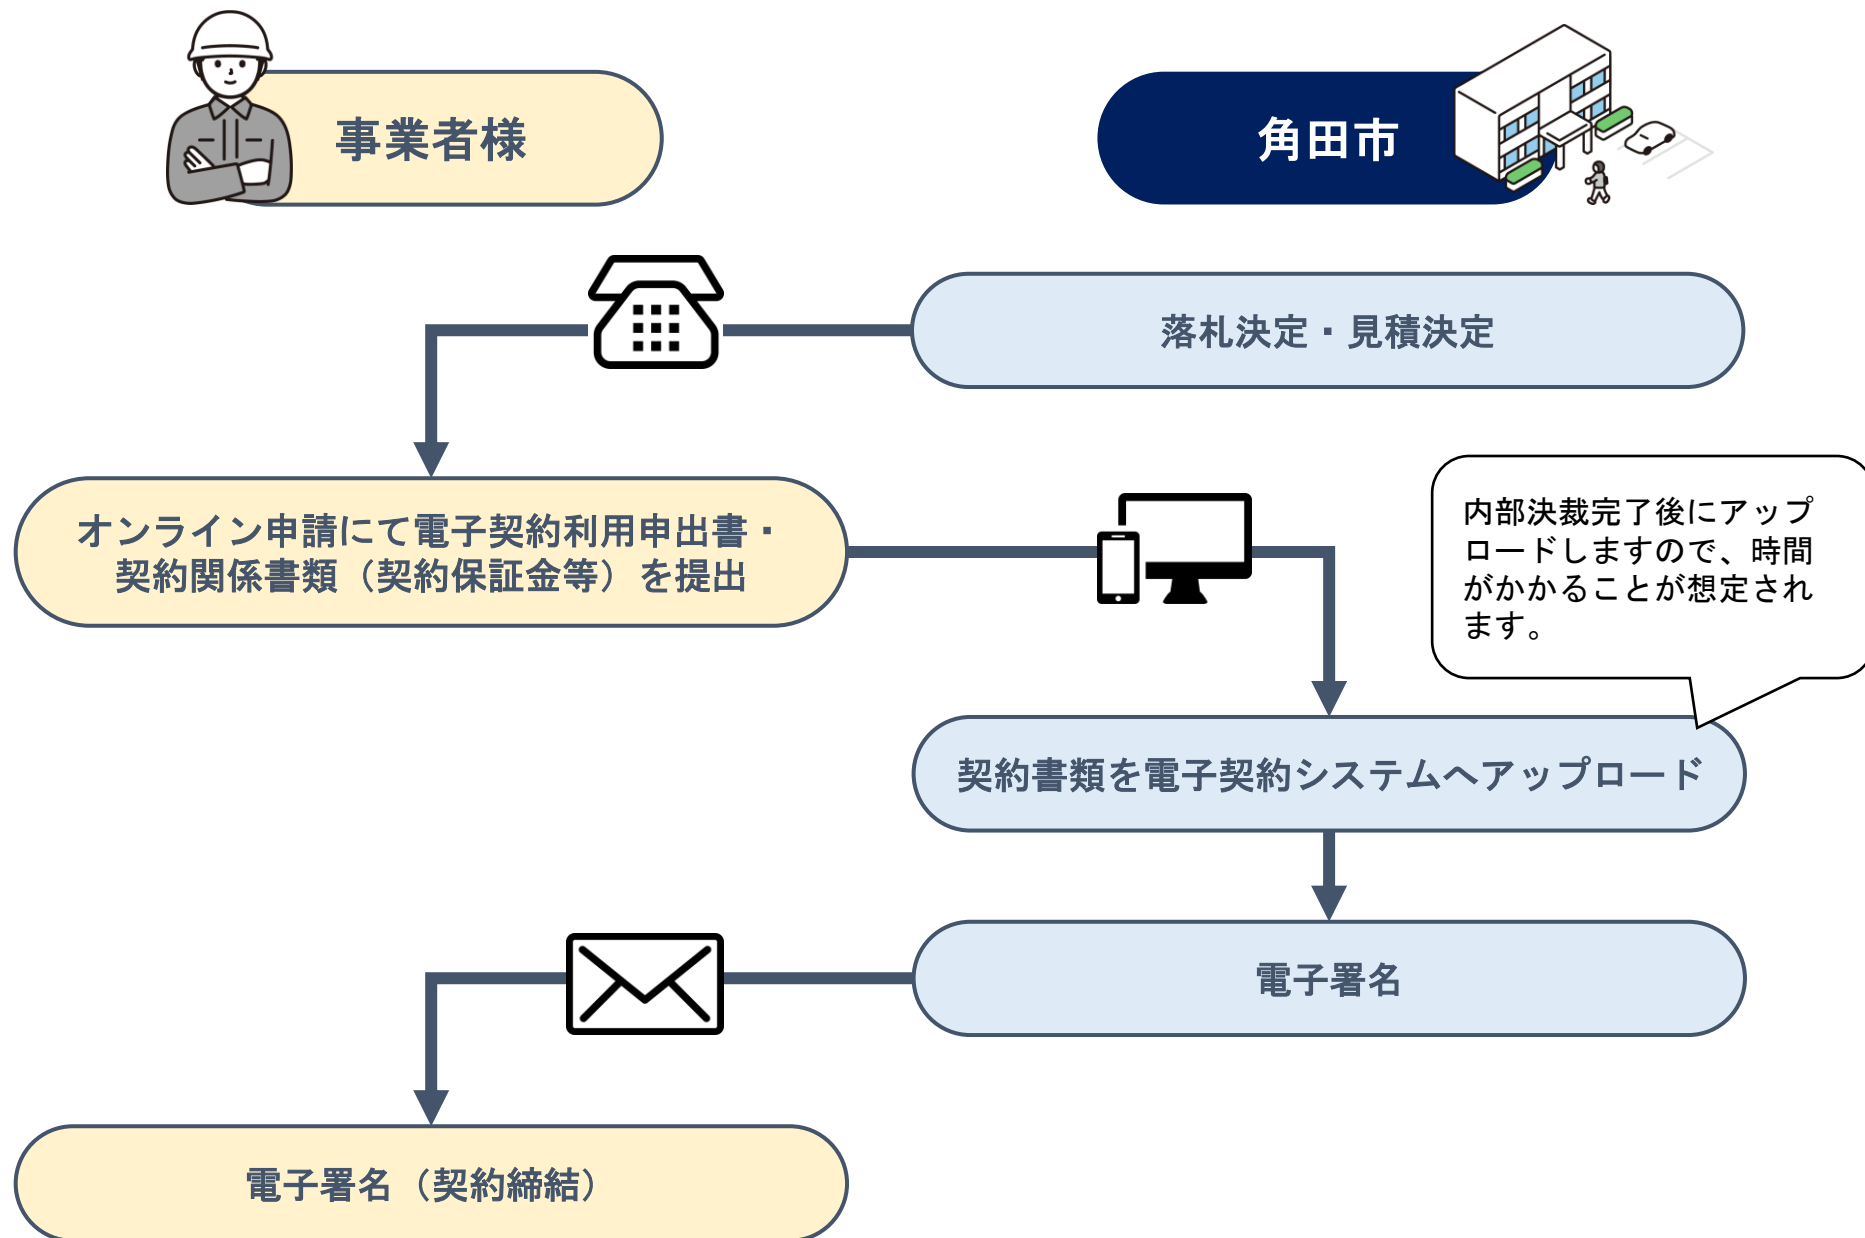 事業者様
角田市
落札決定・見積決定
オンライン申請にて電子契約利用申出書・
契約関係書類（契約保証金等）を提出
内部決裁完了後にアップ
ロードしますので、時間
がかかることが想定され
ます。
契約書類を電子契約システムへアップロード
電子署名
電子署名（契約締結）